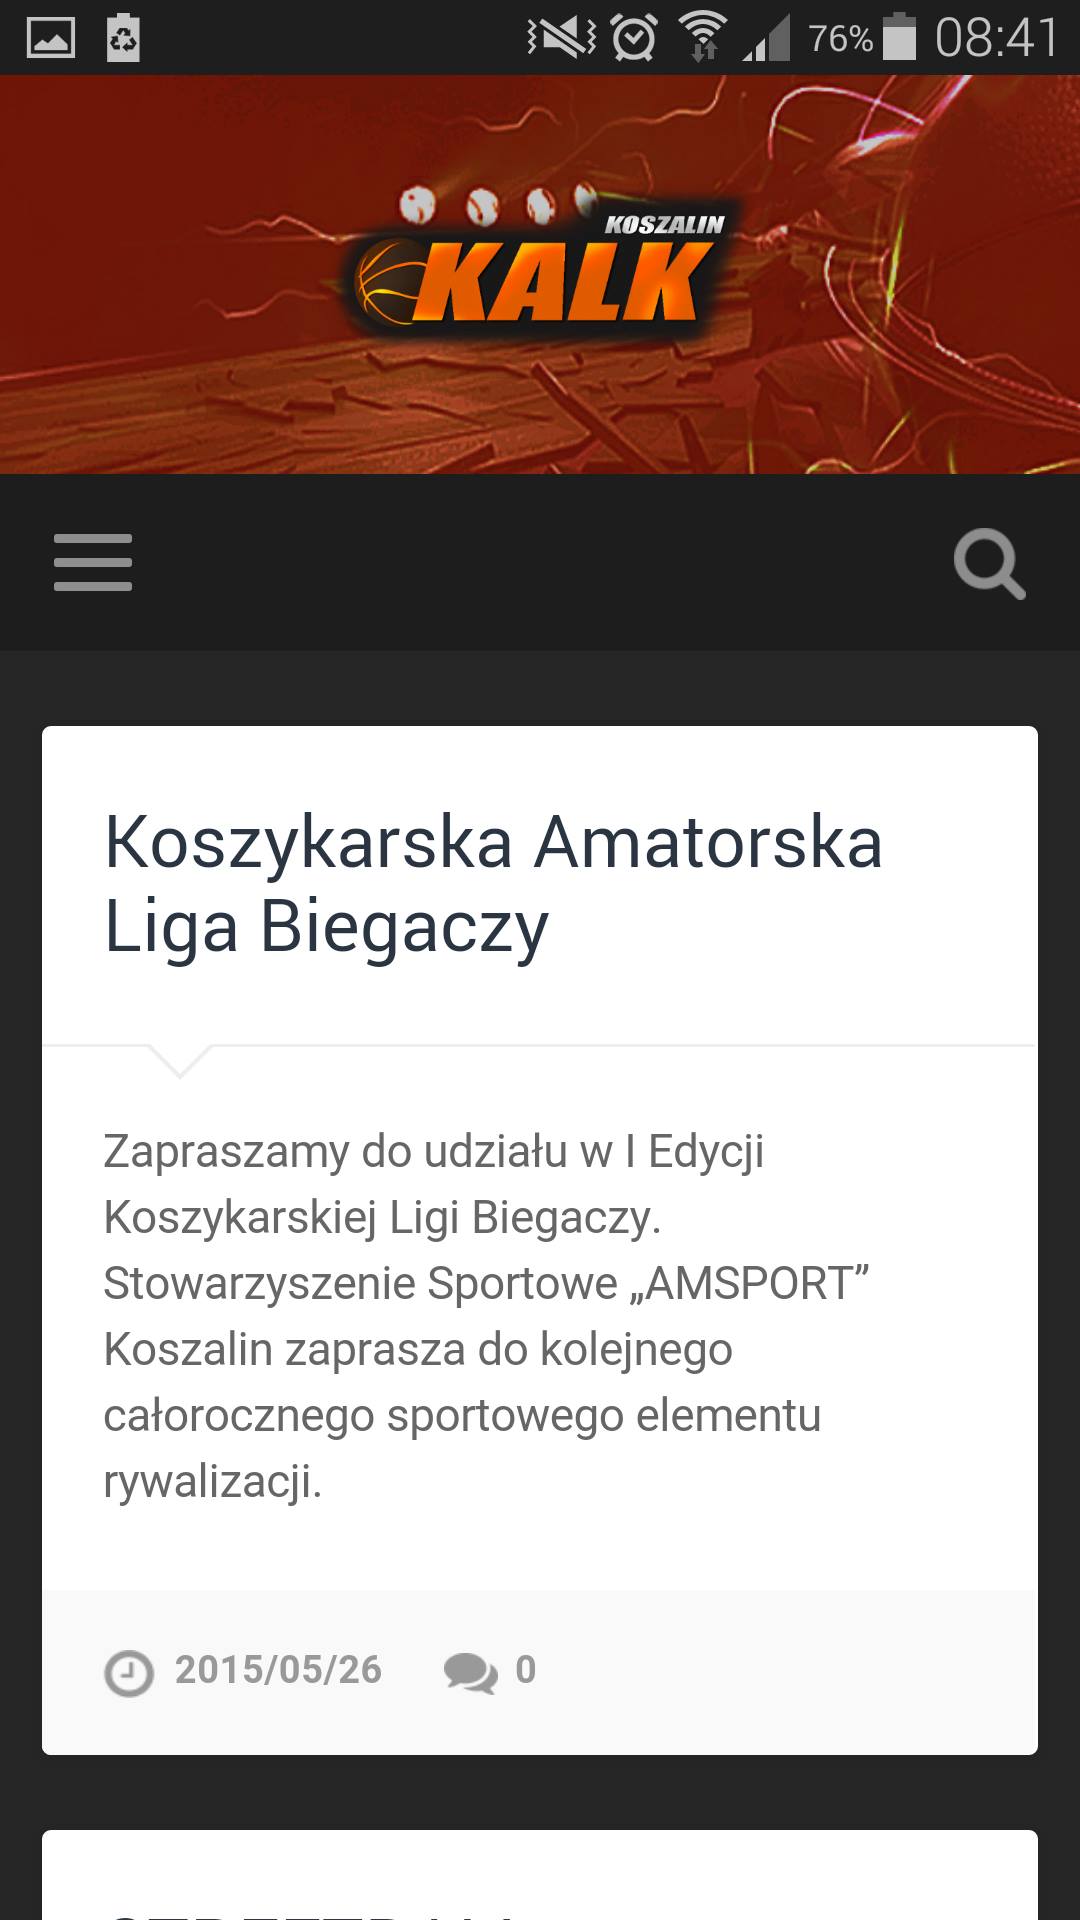 76% 08:41
KOSZALIN
KALK
Koszykarska Amatorska
Liga Biegaczy
Zapraszamy do udziału w I Edycji
Koszykarskiej Ligi Biegaczy.
Stowarzyszenie Sportowe „AMSPORT”
Koszalin zaprasza do kolejnego
całorocznego sportowego elementu
rywalizacji.
2015/05/26 0